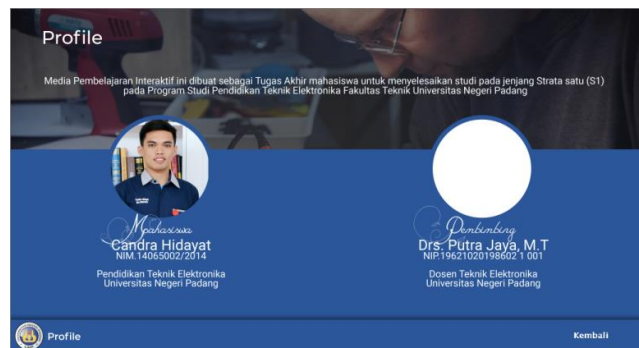 Profile
Media Pembelajaran Interaktif ini dibuat sebagai Tugas Akhir mahasiswa untuk menyelesaikan studi pada jenjang Strata satu (S1)
pada Program Studi Pendidikan Teknik Elektronika Fakultas Teknik Universitas Negeri Padang
Mahasiswa
Candra Hidayat
NIM.14065002/2014
Pendidikan Teknik Elektronika
Universitas Negeri Padang
Pembimbing
Drs. Putra Jaya, M.T
NIP.19621020198602 1 001
Dosen Teknik Elektronika
Universitas Negeri Padang
Profile
Kembali